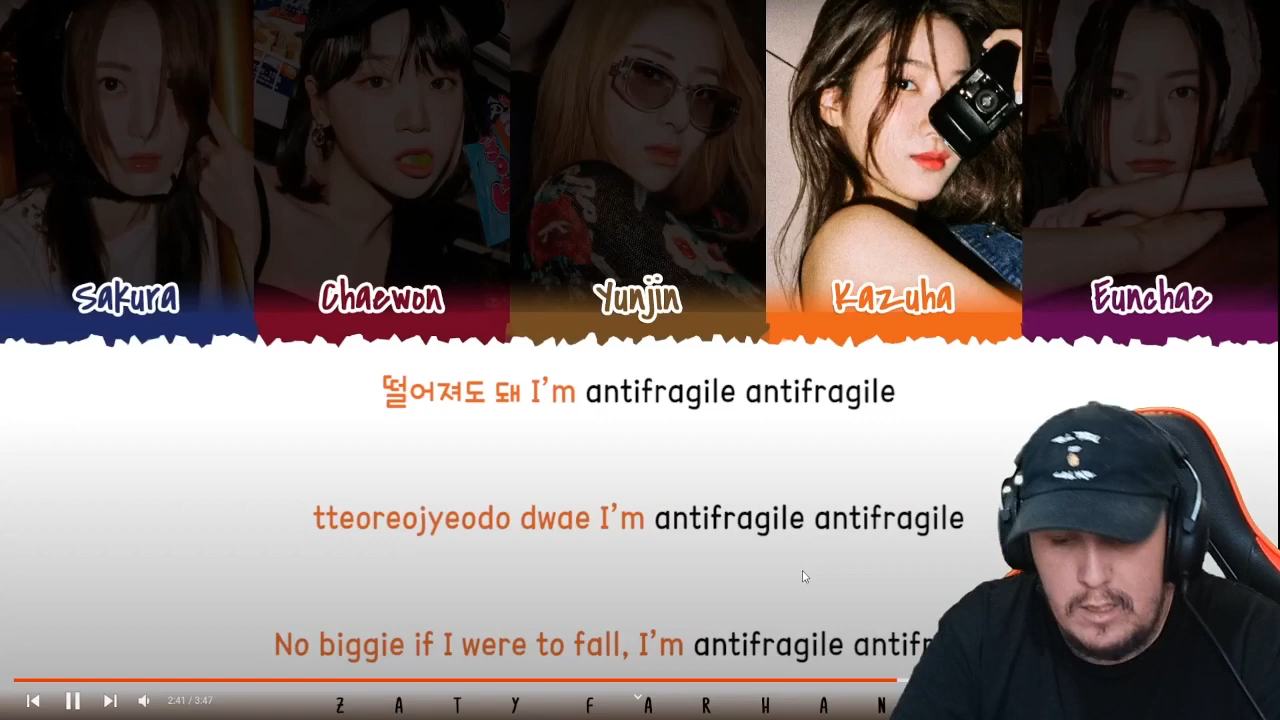 Sakura Chaewon Yunjin Kazuha Eunchae
떨어져도 돼 I'm antifragile antifragile
tteoreojyeodo dwae I'm antifragile antifragile
No biggie if I were to fall, I'm antifragile antifr
2:41 / 3:47
Z A T Y F A R H A N